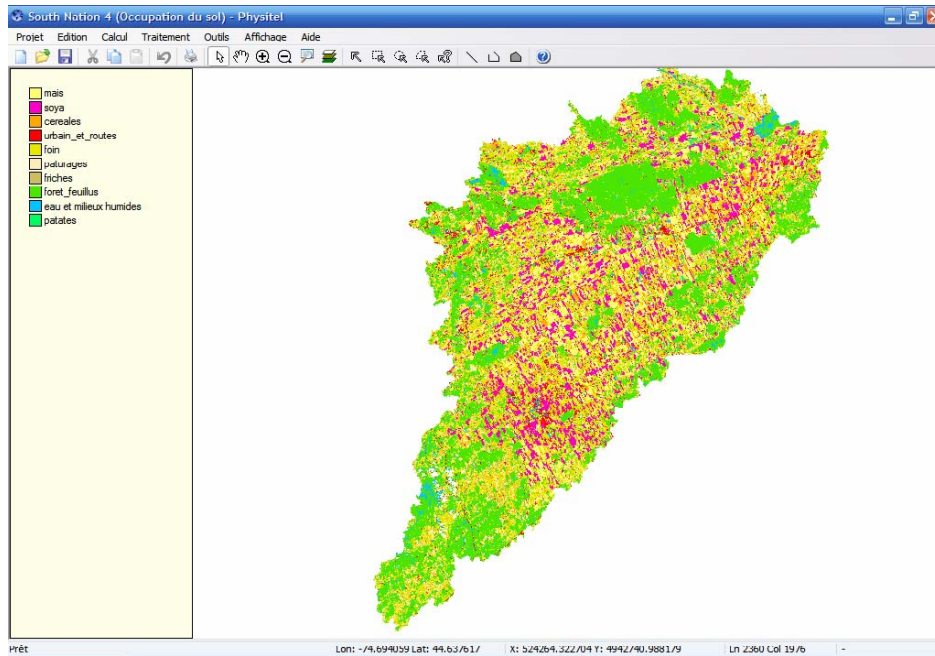 South Nation 4 (Occupation du sol) - Physitel
Projet Edition Calcul Traitement Outils Affichage Aide
mais
soya
cereales
urbain_et_routes
foin
paturages
friches
foret_feuillus
eau et milieux humides
patates
Prêt Lon: -74.694059 Lat: 44.637617 X: 524264.322704 Y: 4942740.988179 Ln 2360 Col 1976 -